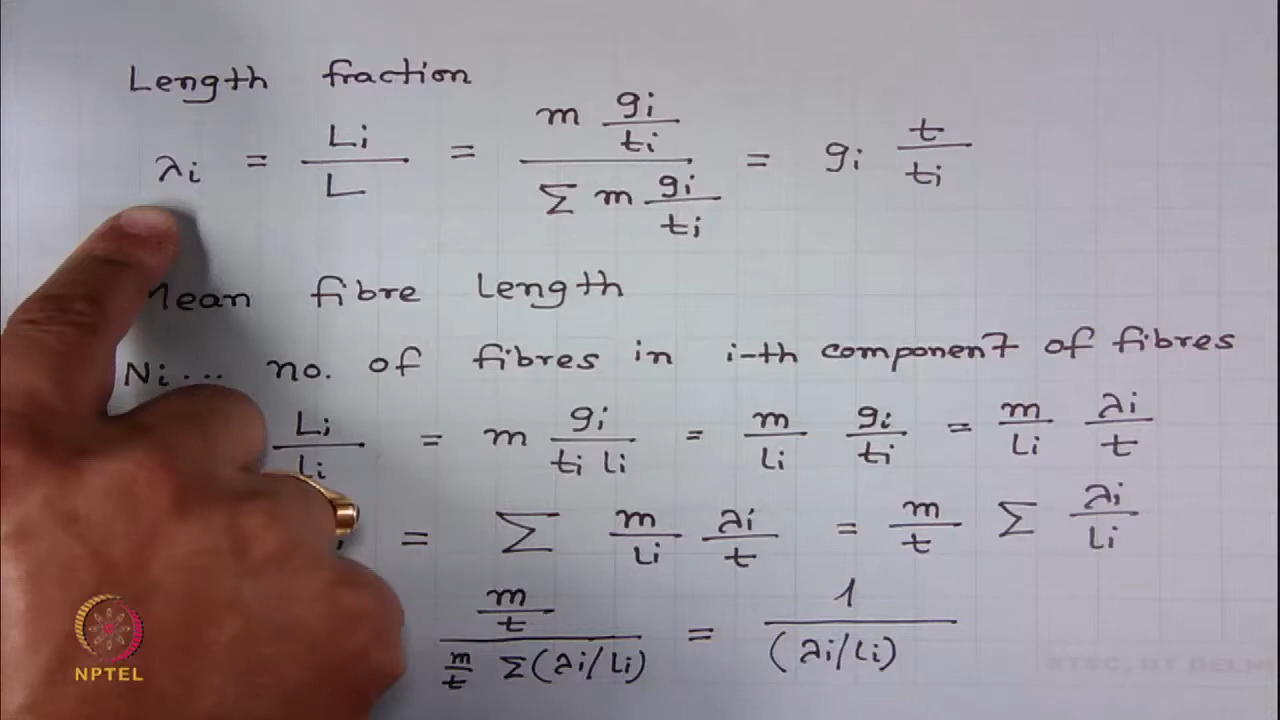 Length fraction
λi = Li / L = (m gi/ti) / (Σ m gi/ti) = gi t/ti
Mean fibre length
Ni ... no. of fibres in i-th component of fibres
Li / li = m gi / (ti li) = m/li gi/ti = m/li λi/t
= Σ m/li λi/t = m/t Σ λi/li
(m/t) / (m/t Σ(λi/li)) = 1 / (λi/li)
NPTEL